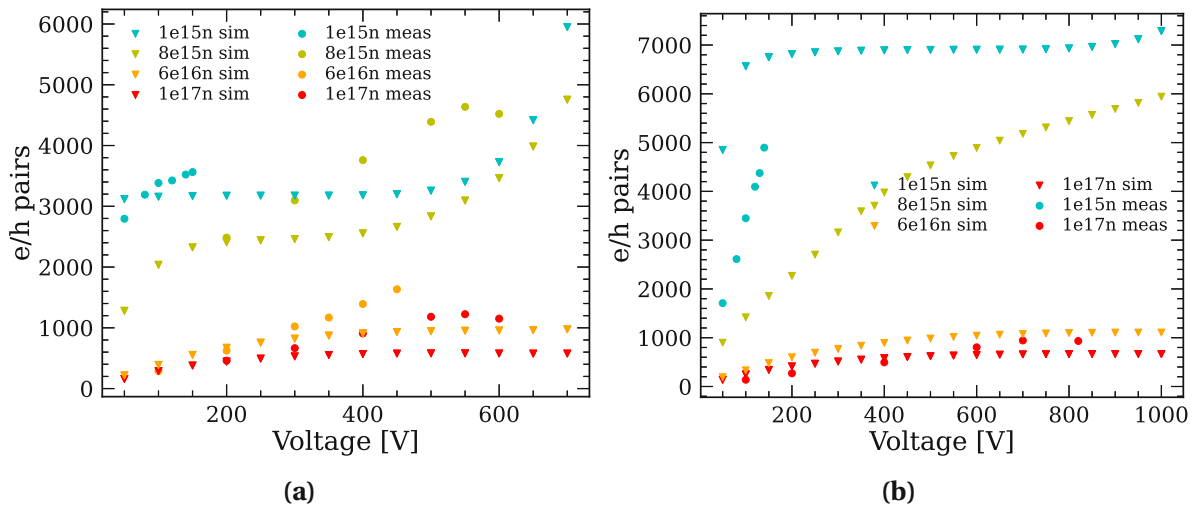 6000
5000
4000
3000
2000
1000
0
200
400
600
e/h pairs
Voltage [V]
1e15n sim
8e15n sim
6e16n sim
1e17n sim
1e15n meas
8e15n meas
6e16n meas
1e17n meas
(a)
7000
6000
5000
4000
3000
2000
1000
0
200
400
600
800
1000
e/h pairs
Voltage [V]
1e15n sim
8e15n sim
6e16n sim
1e17n sim
1e15n meas
1e17n meas
(b)